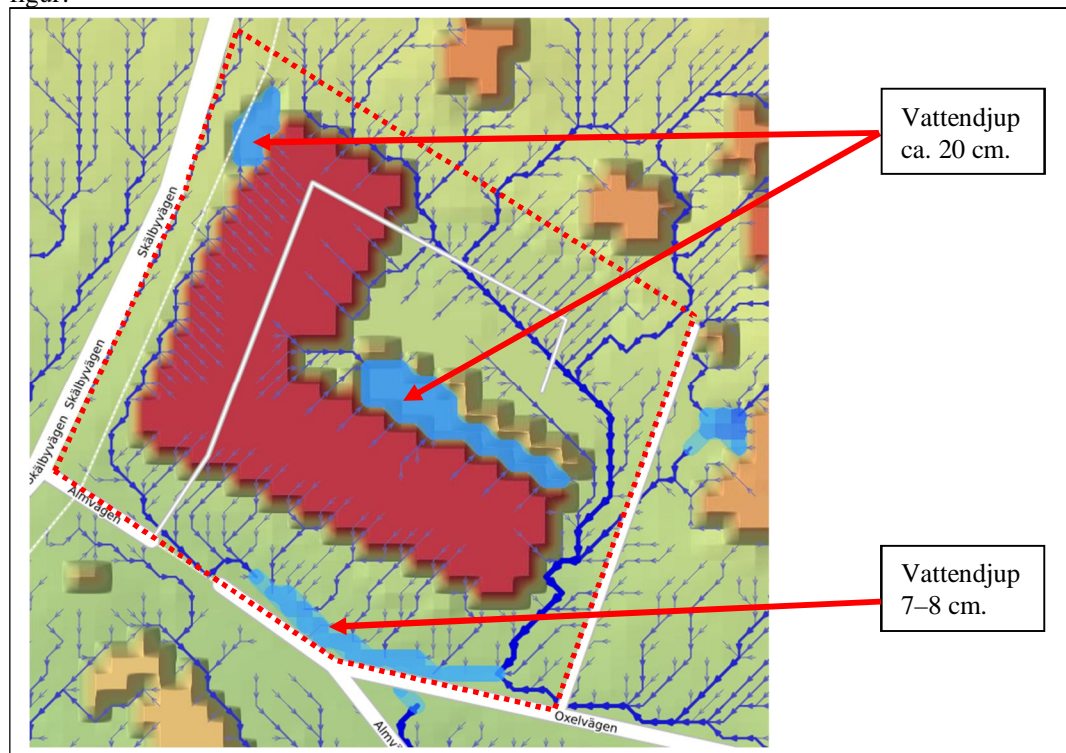 figur.
Vattendjup
ca. 20 cm.
Skälbyvägen
Skälbyvägen
Skälbyvägen
Almvägen
Vattendjup
7–8 cm.
Oxelvägen